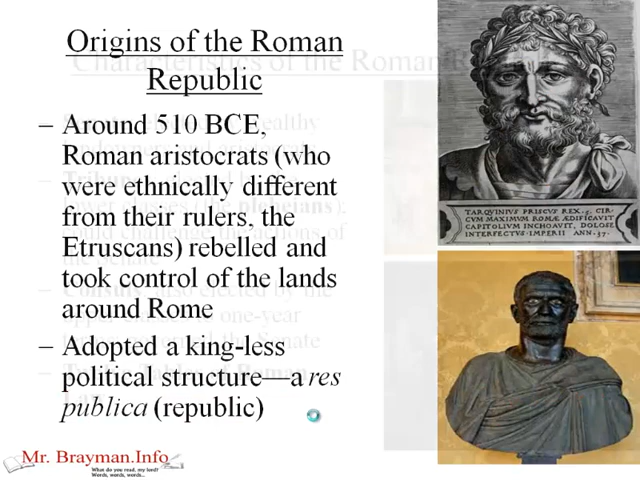 Origins of the Roman
Republic
– Around 510 BCE,
Roman aristocrats (who
were ethnically different
from their rulers, the
Etruscans) rebelled and
took control of the lands
around Rome
– Adopted a king-less
political structure—a res
publica (republic)
Characteristics of the Roman
TARQVINIVS PRISCVS REX.5. CIR-
CVM MAXIMVM ROMÆ ÆDIFICAVIT
CAPITOLIVM INCHOAVIT, DOLOSE
INTERFECTVS IMPERII ANN.37.
Mr. Brayman.Info
What do you read, my lord?
Words, words, words...